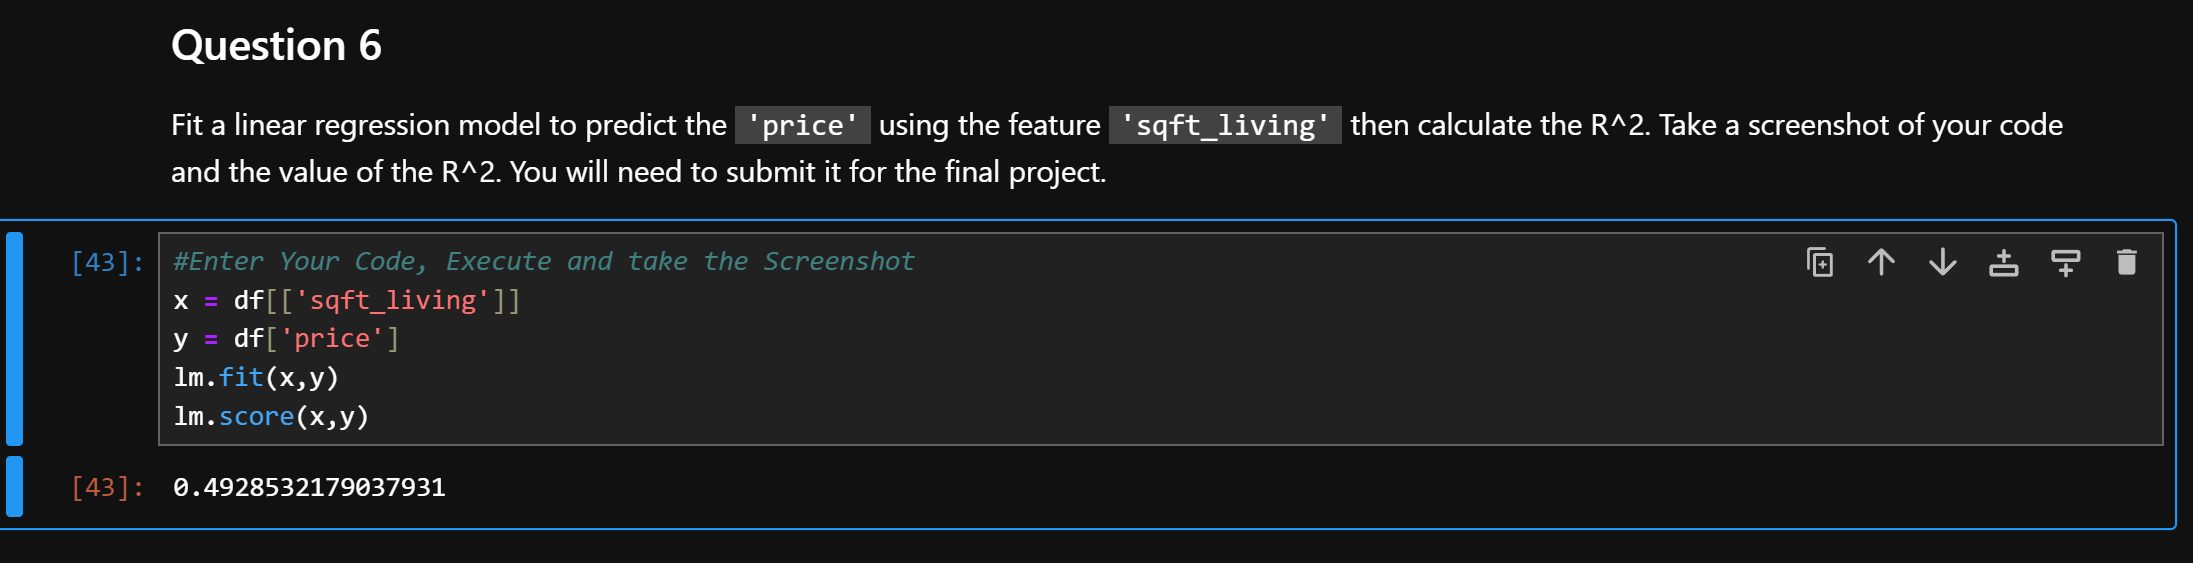 Question 6
Fit a linear regression model to predict the 'price' using the feature 'sqft_living' then calculate the R^2. Take a screenshot of your code
and the value of the R^2. You will need to submit it for the final project.
[43]: #Enter Your Code, Execute and take the Screenshot
x = df[['sqft_living']]
y = df['price']
lm.fit(x,y)
lm.score(x,y)
[43]: 0.4928532179037931